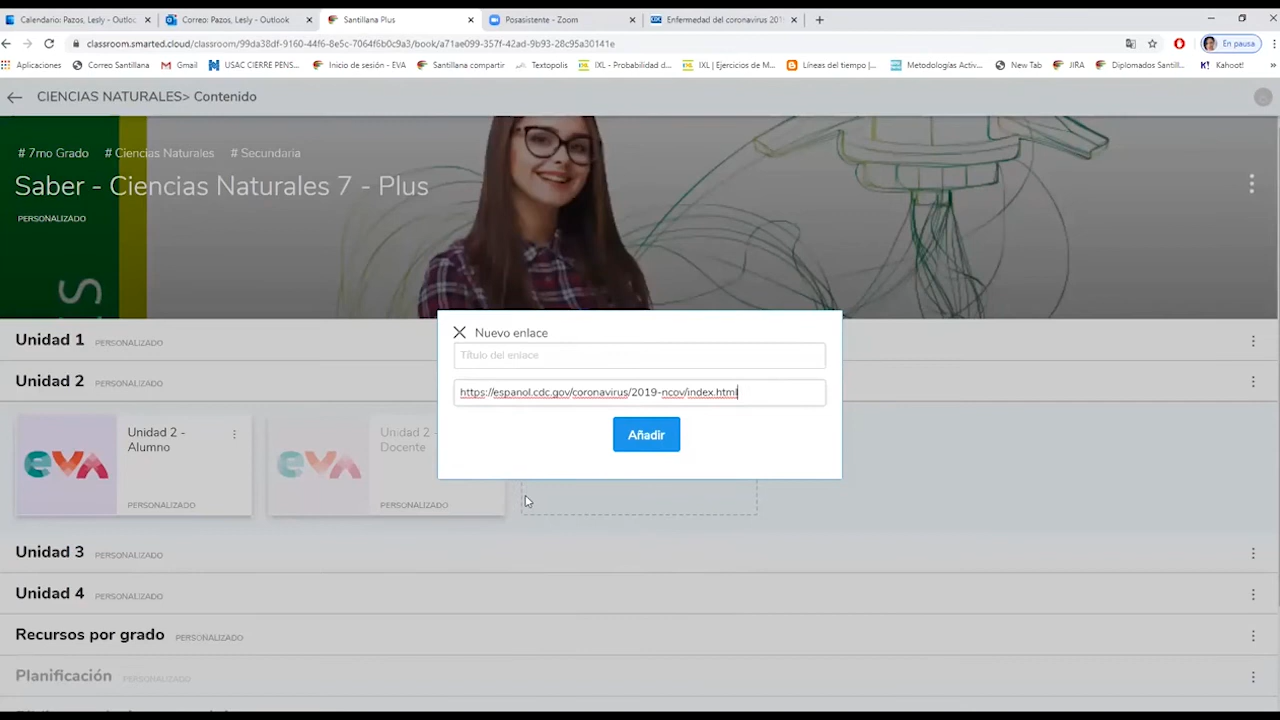 Calendario: Pazos, Lesly - Outloo
Correo: Pazos, Lesly - Outlook
Santillana Plus
Posasistente - Zoom
Enfermedad del coronavirus 201
classroom.smarted.cloud/classroom/99da38df-9160-44f6-8e5c-7064f6b0c9a3/book/a71ae099-357f-42ad-9b93-28c95a30141e
En pausa
Aplicaciones
Correo Santillana
Gmail
USAC CIERRE PENS...
Inicio de sesión - EVA
Santillana compartir
Textopolis
IXL - Probabilidad d...
IXL | Ejercicios de M...
Líneas del tiempo |...
Metodologías Activ...
New Tab
JIRA
Diplomados Santill...
Kahoot!
CIENCIAS NATURALES> Contenido
# 7mo Grado # Ciencias Naturales # Secundaria
Saber - Ciencias Naturales 7 - Plus
PERSONALIZADO
Nuevo enlace
Título del enlace
https://espanol.cdc.gov/coronavirus/2019-ncov/index.html
Añadir
Unidad 1 PERSONALIZADO
Unidad 2 PERSONALIZADO
eva
Unidad 2 -
Alumno
PERSONALIZADO
eva
Unidad 2 -
Docente
PERSONALIZADO
Unidad 3 PERSONALIZADO
Unidad 4 PERSONALIZADO
Recursos por grado PERSONALIZADO
Planificación PERSONALIZADO